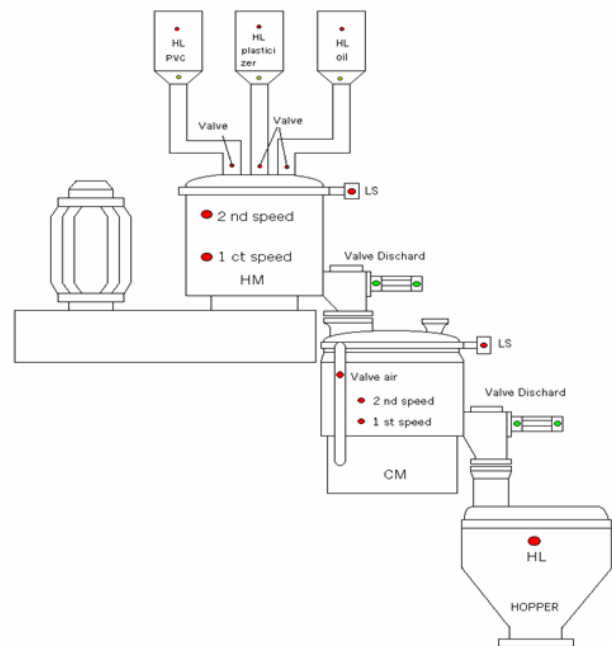 HL
PVC
HL
plastici
zer
HL
oil
Valve
Valve
LS
2 nd speed
1 ct speed
HM
Valve Dischard
LS
Valve air
2 nd speed
1 st speed
Valve Dischard
CM
HL
HOPPER